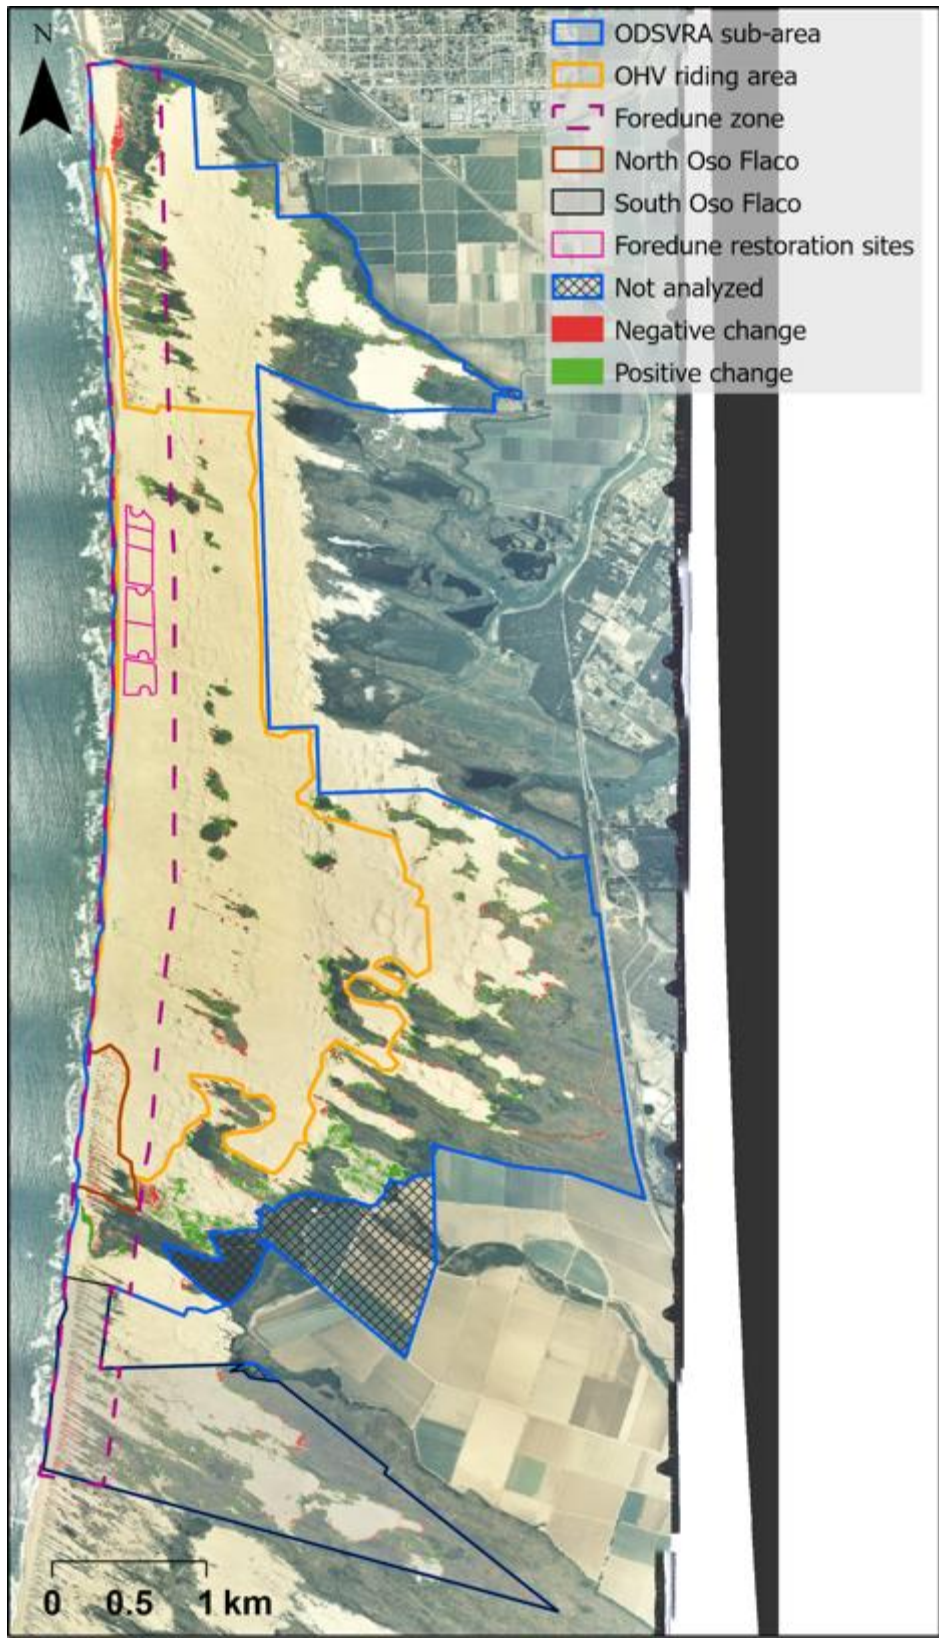 N
ODSVRA sub-area
OHV riding area
Foredune zone
North Oso Flaco
South Oso Flaco
Foredune restoration sites
Not analyzed
Negative change
Positive change
0 0.5 1 km